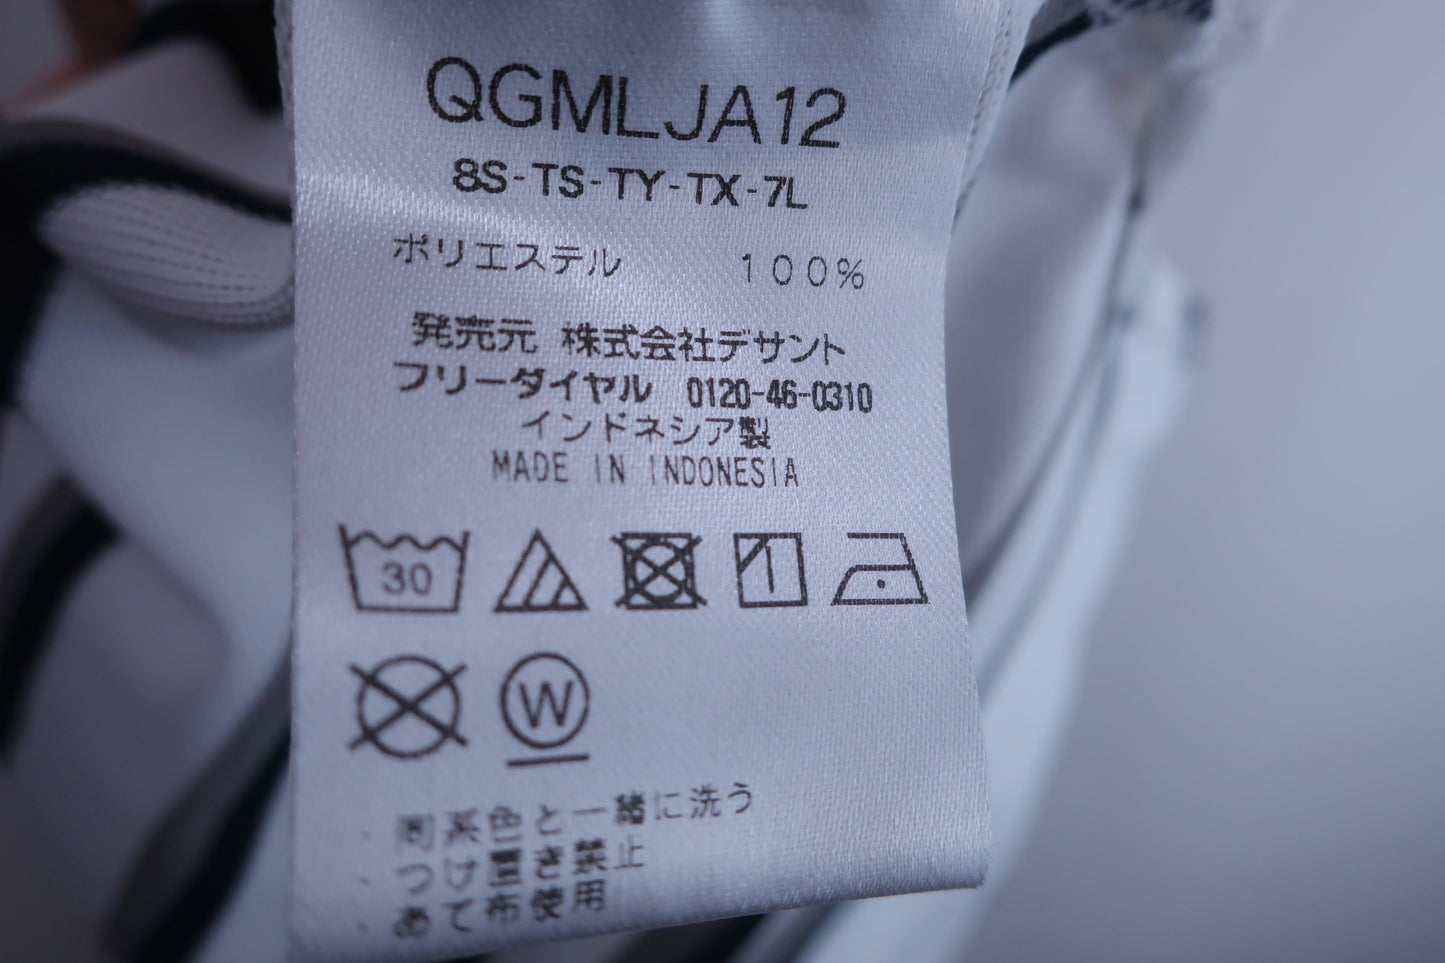 QGMLJA12
8S-TS-TY-TX-7L
ポリエステル 100%
発売元 株式会社デサント
フリーダイヤル 0120-46-0310
インドネシア製
MADE IN INDONESIA
30
W
・同系色と一緒に洗う
・つけ置き禁止
・あて布使用